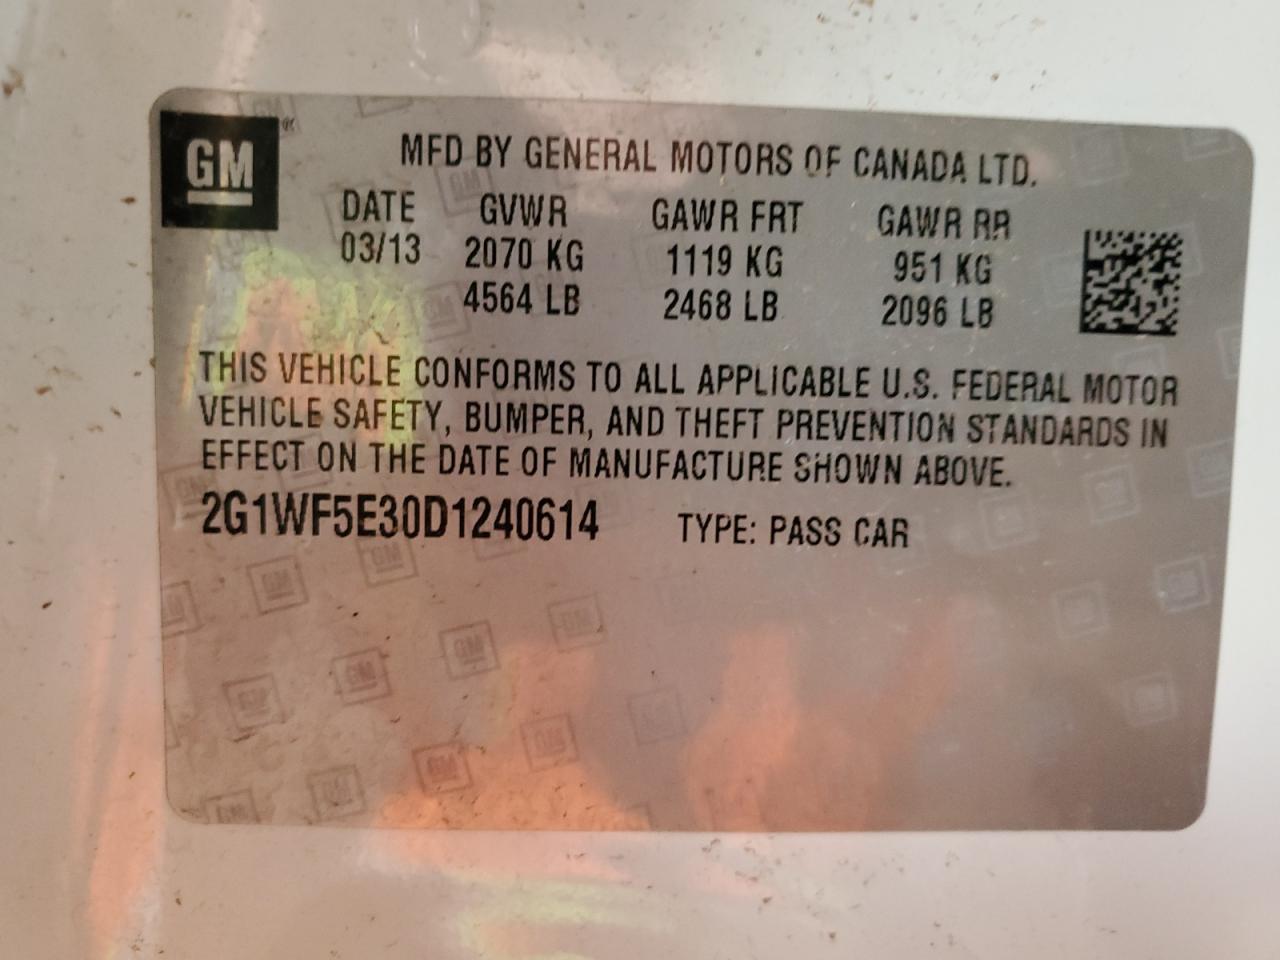 GM
MFD BY GENERAL MOTORS OF CANADA LTD.
DATE GVWR GAWR FRT GAWR RR
03/13 2070 KG 1119 KG 951 KG
4564 LB 2468 LB 2096 LB
THIS VEHICLE CONFORMS TO ALL APPLICABLE U.S. FEDERAL MOTOR
VEHICLE SAFETY, BUMPER, AND THEFT PREVENTION STANDARDS IN
EFFECT ON THE DATE OF MANUFACTURE SHOWN ABOVE.
2G1WF5E30D1240614 TYPE: PASS CAR